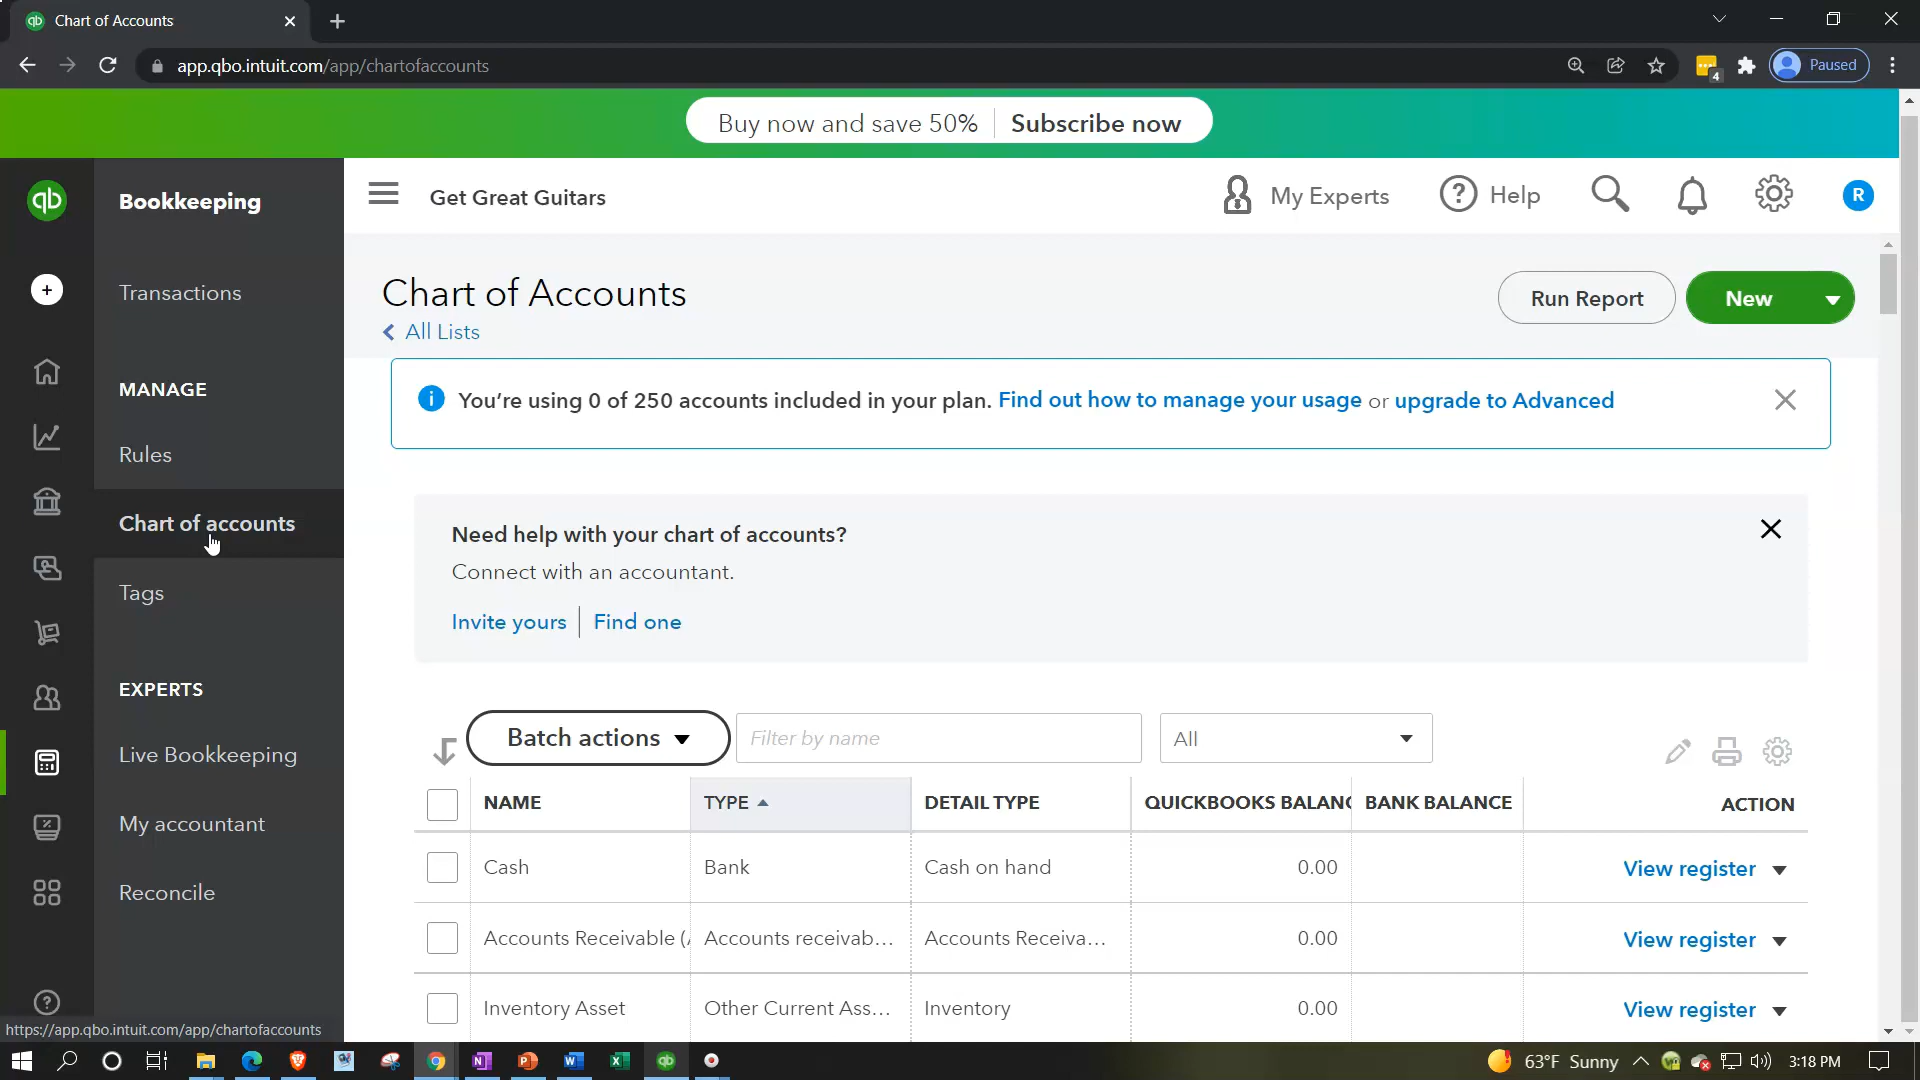 Chart of Accounts
app.qbo.intuit.com/app/chartofaccounts
4
Paused
Buy now and save 50% Subscribe now
qb
Bookkeeping
Get Great Guitars
My Experts
Help
R
Transactions
MANAGE
Rules
Chart of accounts
Tags
EXPERTS
Live Bookkeeping
My accountant
Reconcile
Chart of Accounts
All Lists
Run Report
New
You're using 0 of 250 accounts included in your plan. Find out how to manage your usage or upgrade to Advanced
Need help with your chart of accounts?
Connect with an accountant.
Invite yours Find one
Batch actions
Filter by name
All
NAME TYPE DETAIL TYPE QUICKBOOKS BALANC BANK BALANCE ACTION
Cash Bank Cash on hand 0.00 View register
Accounts Receivable (A Accounts receivab... Accounts Receiva... 0.00 View register
Inventory Asset Other Current Ass... Inventory 0.00 View register
https://app.qbo.intuit.com/app/chartofaccounts
63°F Sunny
3:18 PM